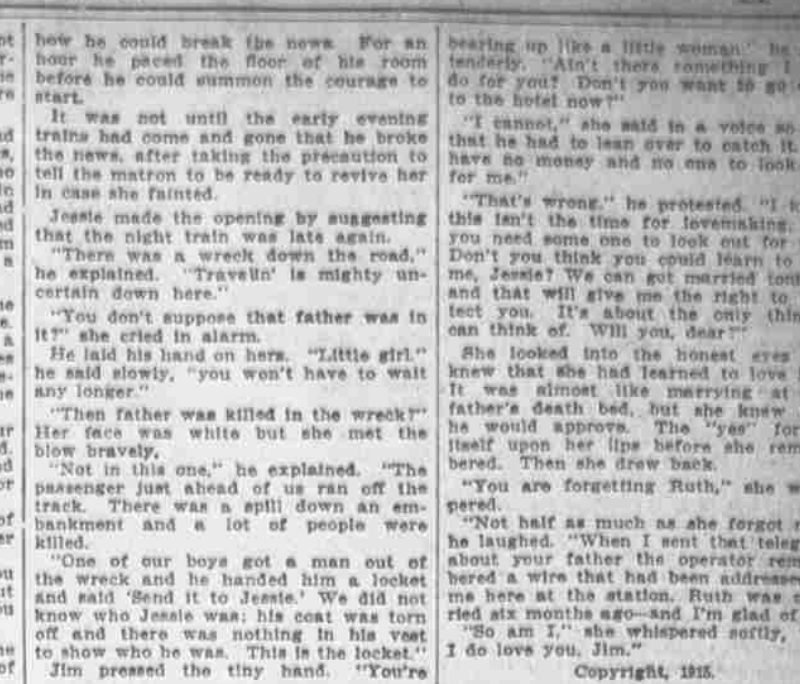 how he could break the news. For an
hour he paced the floor of his room
before he could summon the courage to
start.
It was not until the early evening
trains had come and gone that he broke
the news, after taking the precaution to
tell the matron to be ready to revive her
in case she fainted.
Jessie made the opening by suggesting
that the night train was late again.
"There was a wreck down the road,"
he explained. "Travelin' is mighty un-
certain down here."
"You don't suppose that father was in
it?" she cried in alarm.
He laid his hand on hers. "Little girl,"
he said slowly, "you won't have to wait
any longer."
"Then father was killed in the wreck?"
Her face was white but she met the
blow bravely.
"Not in this one," he explained. "The
passenger just ahead of us ran off the
track. There was a spill down an em-
bankment and a lot of people were
killed.
"One of our boys got a man out of
the wreck and he handed him a locket
and said 'Send it to Jessie.' We did not
know who Jessie was; his coat was torn
off and there was nothing in his vest
to show who he was. This is the locket."
Jim pressed the tiny hand. "You're
bearing up like a little woman," he
tenderly. "Ain't there something I
do for you? Don't you want to go
to the hotel now?"
"I cannot," she said in a voice so
that he had to lean over to catch it.
have no money and no one to look
for me."
"That's wrong," he protested. "I
this isn't the time for lovemaking,
you need some one to look out for
Don't you think you could learn to
me, Jessie? We can get married
and that will give me the right to
tect you. It's about the only
can think of. Will you, dear?"
She looked into the honest eyes
knew that she had learned to love
It was almost like marrying at
father's death bed, but she knew
he would approve. The "yes" for
itself upon her lips before she rem
bered. Then she drew back.
"You are forgetting Ruth," she
pered.
"Not half as much as she forgot
he laughed. "When I sent that teleg
about your father the operator rem
bered a wire that had been addressed
me here at the station. Ruth was
ried six months ago—and I'm glad of
"So am I," she whispered softly,
I do love you, Jim."
Copyright, 1915.